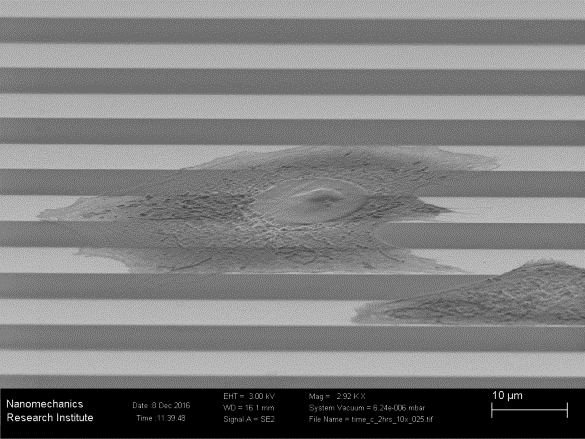 Nanomechanics
Research Institute
Date :8 Dec 2016
Time :11:39:48
EHT = 3.00 kV
WD = 16.1 mm
Signal A = SE2
Mag = 2.92 K X
System Vacuum = 6.24e-006 mbar
File Name = time_c_2hrs_10x_025.tif
10 µm